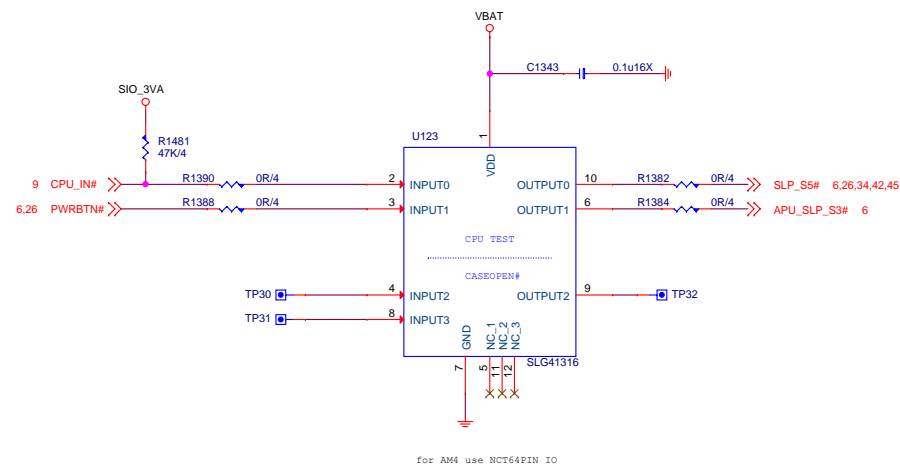 VBAT
C1343 0.1u16X
SIO_3VA
R1481
47K/4
U123
1
VDD
9 CPU_IN# R1390 0R/4 2 INPUT0 OUTPUT0 10 R1382 0R/4 SLP_S5# 6,26,34,42,45
6,26 PWRBTN# R1388 0R/4 3 INPUT1 OUTPUT1 6 R1384 0R/4 APU_SLP_S3# 6
CPU TEST
CASEOPEN#
TP30 4 INPUT2 OUTPUT2 9 TP32
TP31 8 INPUT3
GND NC_1 NC_2 NC_3
SLG41316
7 5 11 12
for AM4 use NCT64PIN IO